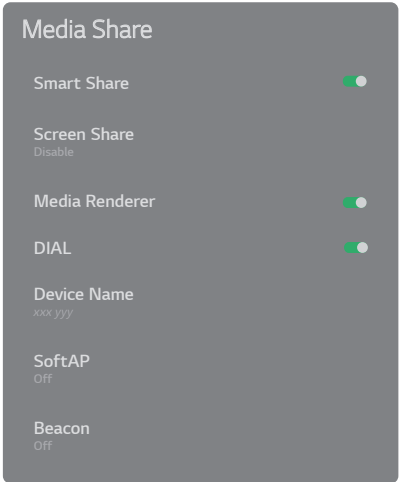 Media Share
Smart Share
Screen Share
Disable
Media Renderer
DIAL
Device Name
xxx yyy
SoftAP
Off
Beacon
Off